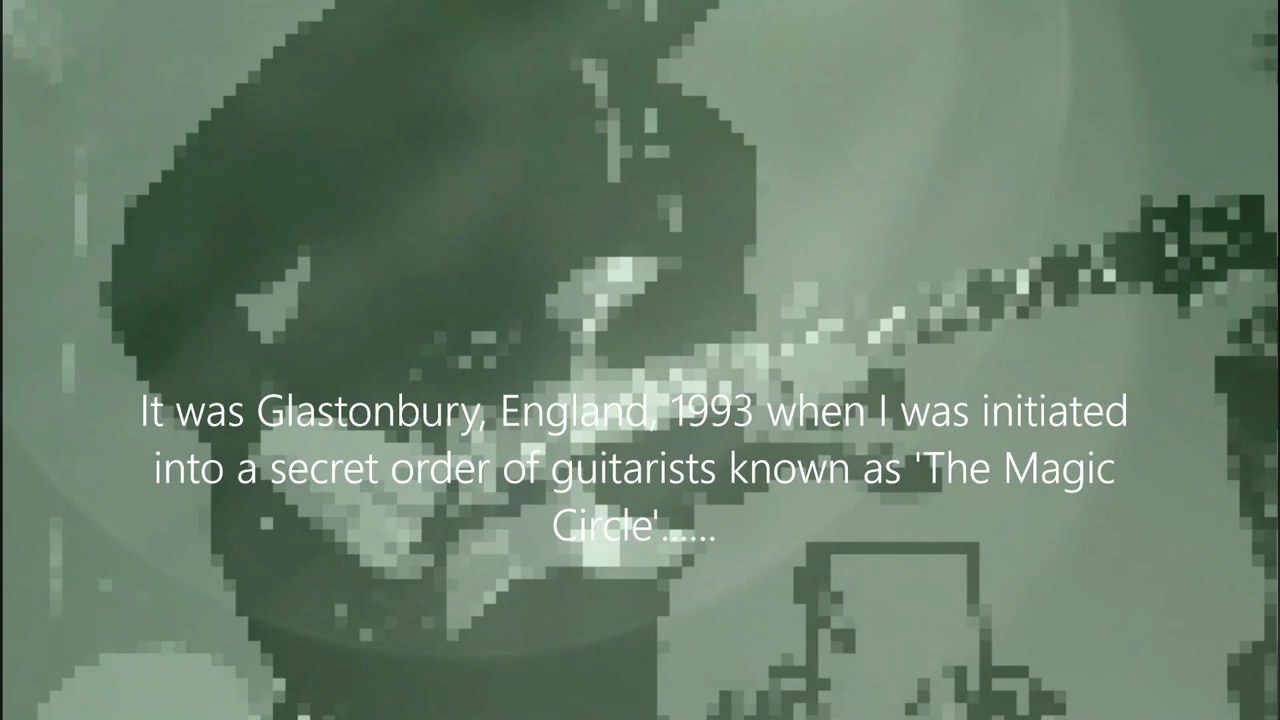 It was Glastonbury, England, 1993 when I was initiated
into a secret order of guitarists known as 'The Magic
Circle'......